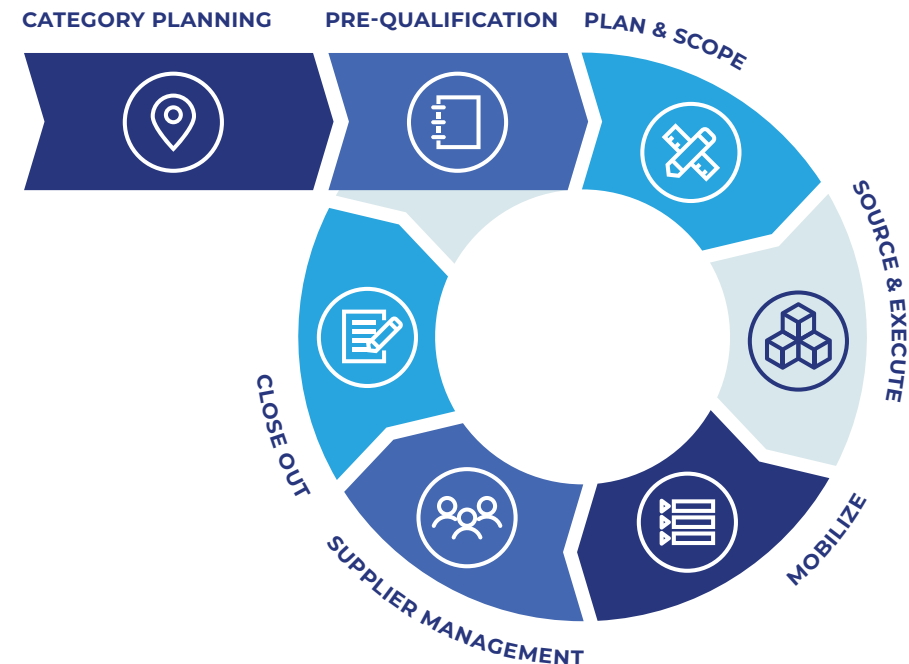 CATEGORY PLANNING
PRE-QUALIFICATION
PLAN & SCOPE
SOURCE & EXECUTE
MOBILIZE
SUPPLIER MANAGEMENT
CLOSE OUT